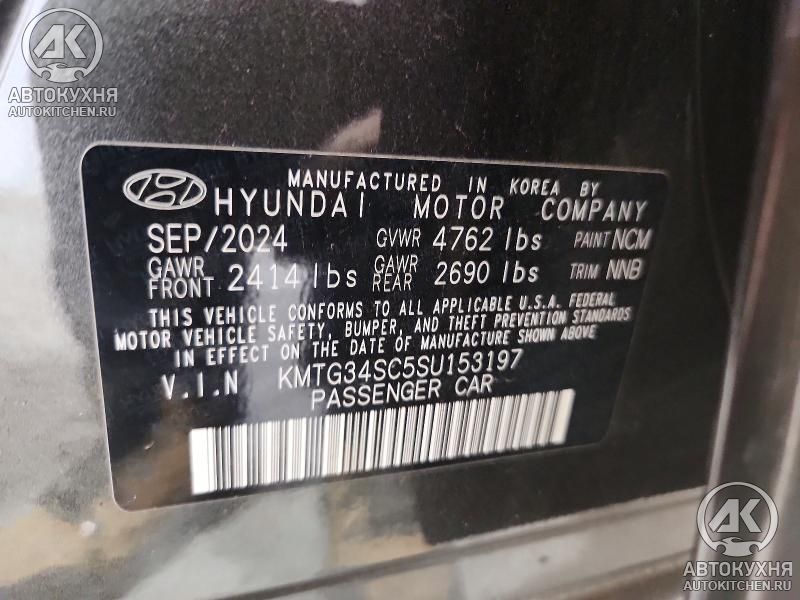 AK
АВТОКУХНЯ
AUTOKITCHEN.RU
MANUFACTURED IN KOREA BY
HYUNDAI MOTOR COMPANY
SEP/2024 GVWR 4762 lbs PAINT NCM
GAWR FRONT 2414 lbs GAWR REAR 2690 lbs TRIM NNB
THIS VEHICLE CONFORMS TO ALL APPLICABLE U.S.A. FEDERAL
MOTOR VEHICLE SAFETY, BUMPER, AND THEFT PREVENTION STANDARDS
IN EFFECT ON THE DATE OF MANUFACTURE SHOWN ABOVE.
V.I.N KMTG34SC5SU153197
PASSENGER CAR
AK
АВТОКУХНЯ
AUTOKITCHEN.RU